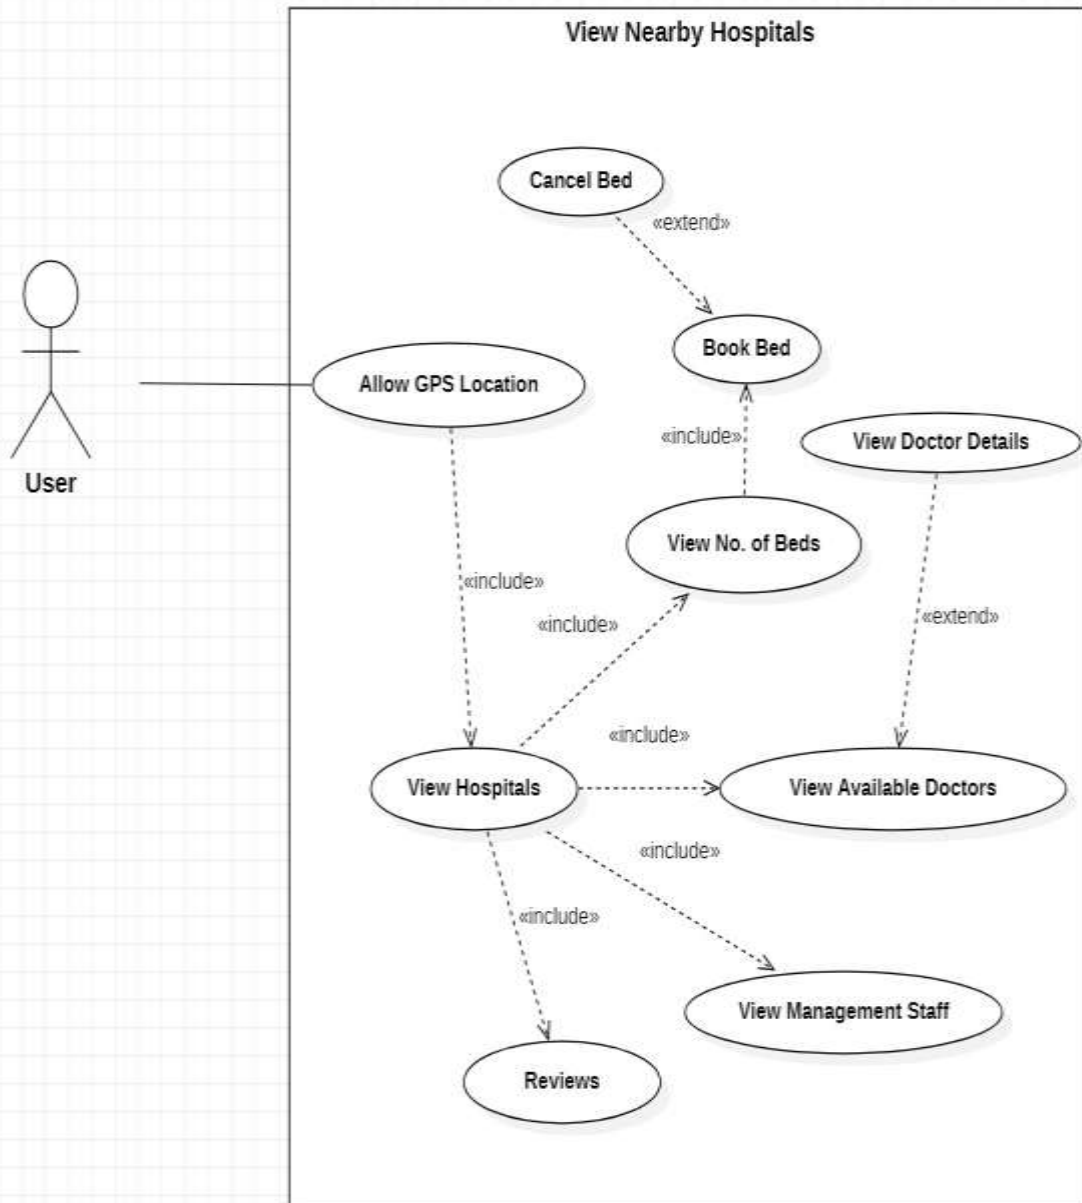 View Nearby Hospitals
Cancel Bed
«extend»
Book Bed
Allow GPS Location
«include»
View Doctor Details
User
View No. of Beds
«include»
«include»
«extend»
«include»
View Hospitals
View Available Doctors
«include»
«include»
View Management Staff
Reviews